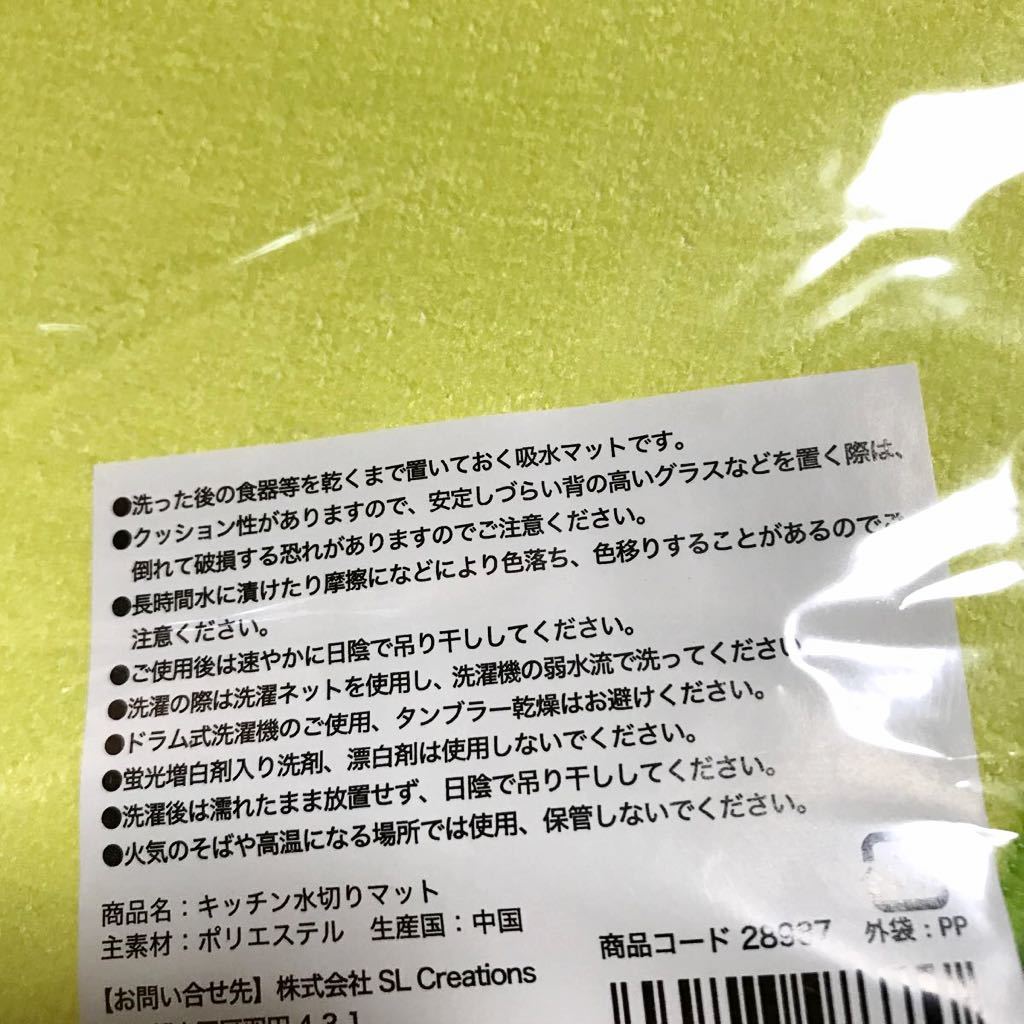 ●洗った後の食器等を乾くまで置いておく吸水マットです。
●クッション性がありますので、安定しづらい背の高いグラスなどを置く際は、
倒れて破損する恐れがありますのでご注意ください。
●長時間水に漬けたり摩擦になどにより色落ち、色移りすることがあるのでご
注意ください。
●ご使用後は速やかに日陰で吊り干ししてください。
●洗濯の際は洗濯ネットを使用し、洗濯機の弱水流で洗ってください
●ドラム式洗濯機のご使用、タンブラー乾燥はお避けください。
●蛍光増白剤入り洗剤、漂白剤は使用しないでください。
●洗濯後は濡れたまま放置せず、日陰で吊り干ししてください。
●火気のそばや高温になる場所では使用、保管しないでください。
商品名：キッチン水切りマット
主素材：ポリエステル 生産国：中国
商品コード 28937 外袋：PP
【お問い合せ先】株式会社 SL Creations